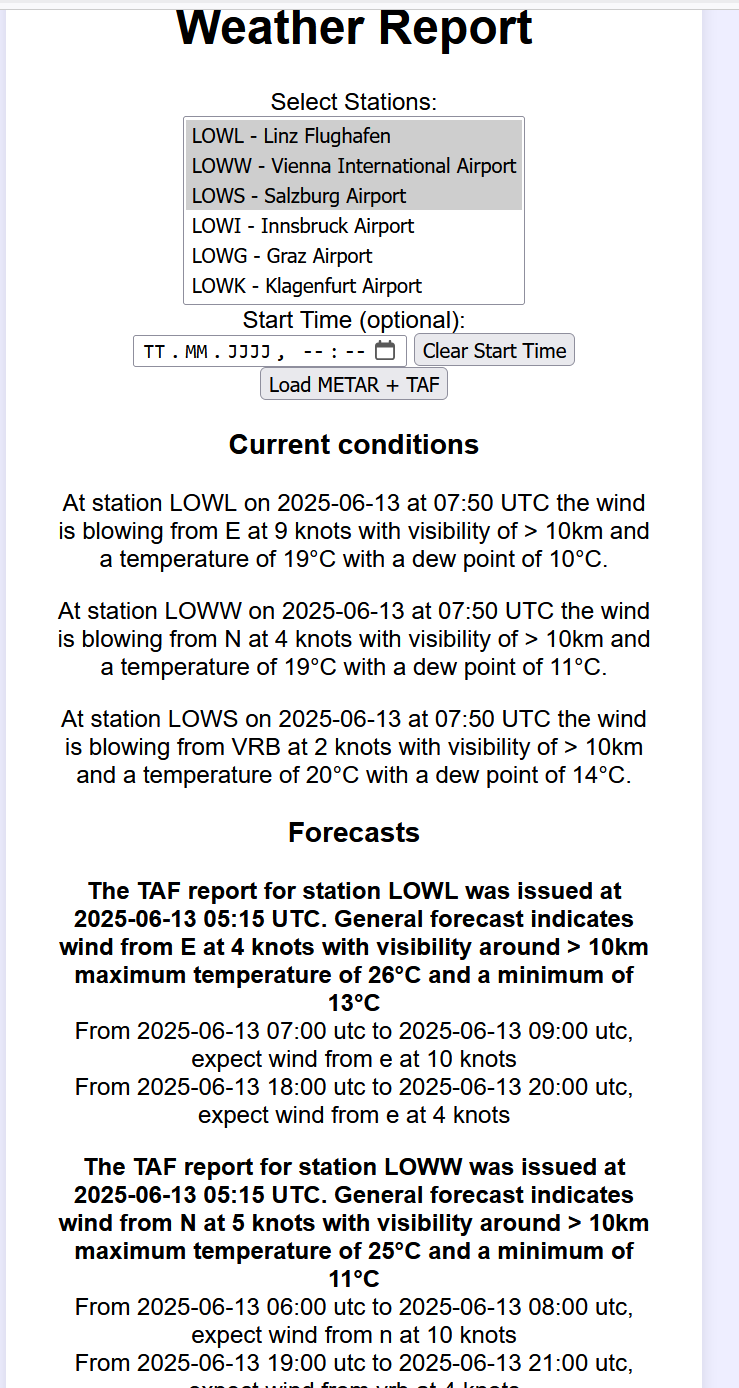 Weather Report
Select Stations:
LOWL - Linz Flughafen
LOWW - Vienna International Airport
LOWS - Salzburg Airport
LOWI - Innsbruck Airport
LOWG - Graz Airport
LOWK - Klagenfurt Airport
Start Time (optional):
TT.MM.JJJJ, --:-- Clear Start Time
Load METAR + TAF
Current conditions
At station LOWL on 2025-06-13 at 07:50 UTC the wind
is blowing from E at 9 knots with visibility of > 10km and
a temperature of 19°C with a dew point of 10°C.
At station LOWW on 2025-06-13 at 07:50 UTC the wind
is blowing from N at 4 knots with visibility of > 10km and
a temperature of 19°C with a dew point of 11°C.
At station LOWS on 2025-06-13 at 07:50 UTC the wind
is blowing from VRB at 2 knots with visibility of > 10km
and a temperature of 20°C with a dew point of 14°C.
Forecasts
The TAF report for station LOWL was issued at
2025-06-13 05:15 UTC. General forecast indicates
wind from E at 4 knots with visibility around > 10km
maximum temperature of 26°C and a minimum of
13°C
From 2025-06-13 07:00 utc to 2025-06-13 09:00 utc,
expect wind from e at 10 knots
From 2025-06-13 18:00 utc to 2025-06-13 20:00 utc,
expect wind from e at 4 knots
The TAF report for station LOWW was issued at
2025-06-13 05:15 UTC. General forecast indicates
wind from N at 5 knots with visibility around > 10km
maximum temperature of 25°C and a minimum of
11°C
From 2025-06-13 06:00 utc to 2025-06-13 08:00 utc,
expect wind from n at 10 knots
From 2025-06-13 19:00 utc to 2025-06-13 21:00 utc,
expect wind from vrb at 4 knots